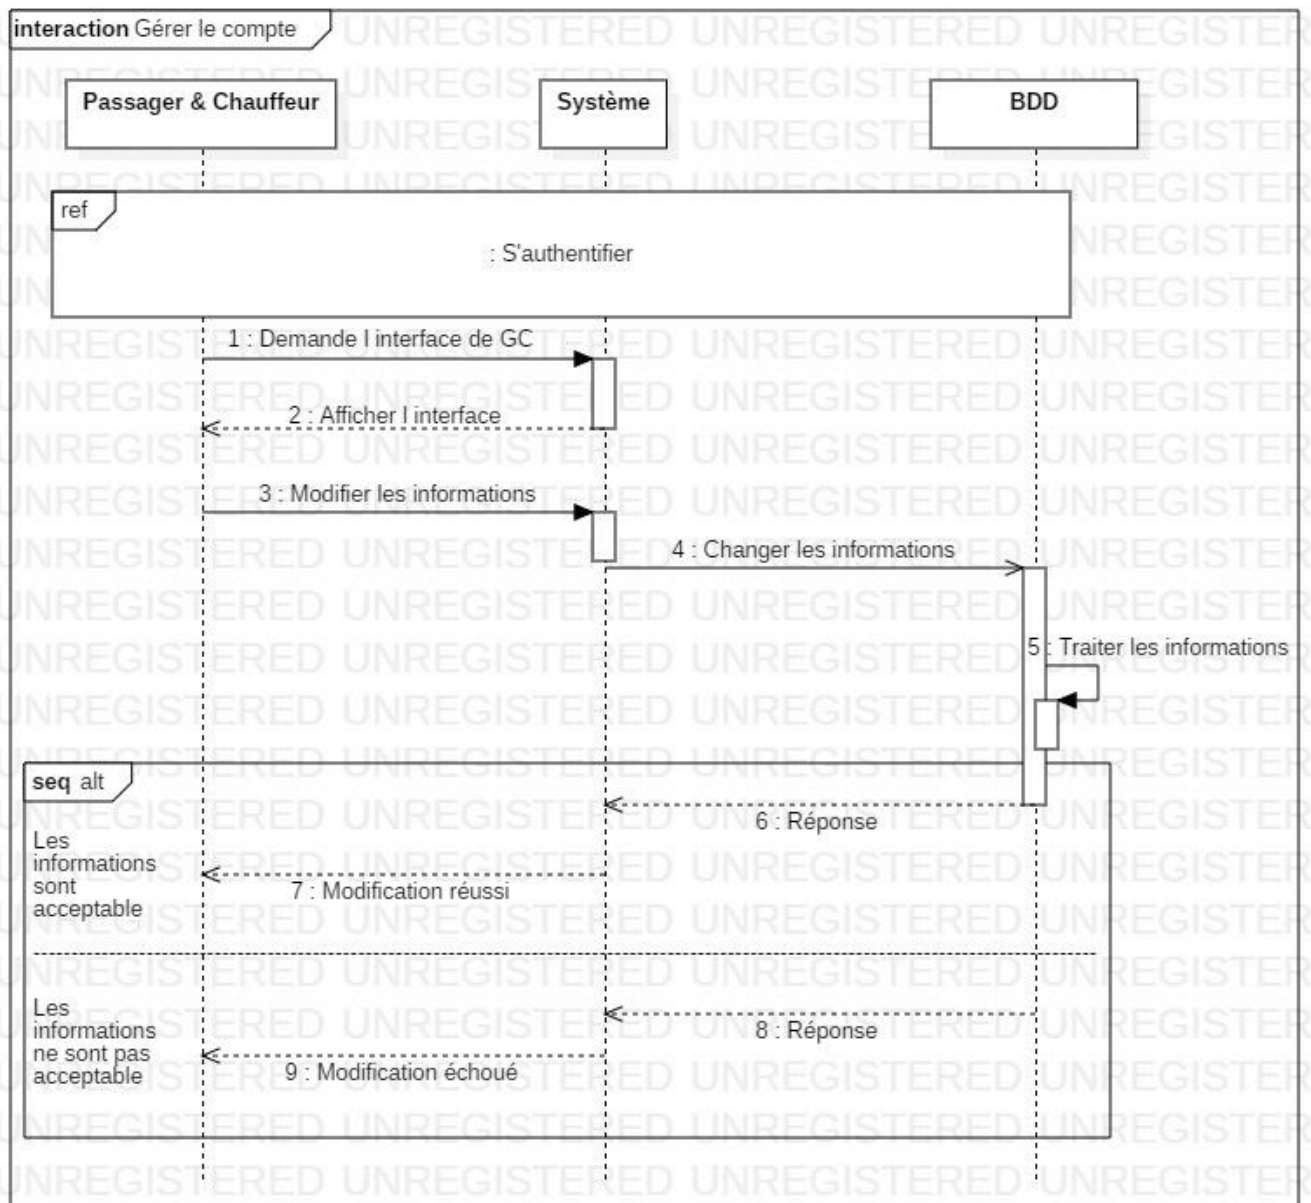 interaction Gérer le compte
Passager & Chauffeur
Système
BDD
ref
: S'authentifier
1 : Demande l interface de GC
2 : Afficher l interface
3 : Modifier les informations
4 : Changer les informations
5 : Traiter les informations
seq alt
6 : Réponse
Les
informations
sont
acceptable
7 : Modification réussi
Les
informations
ne sont pas
acceptable
8 : Réponse
9 : Modification échoué
UNREGISTERED